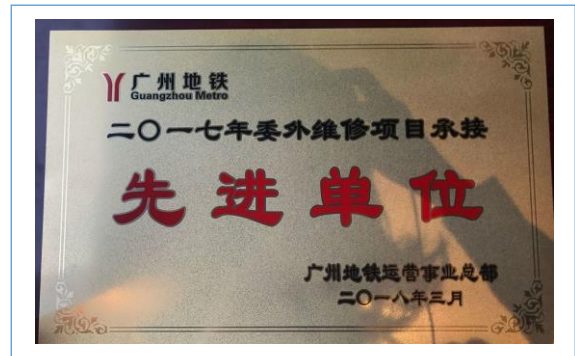 广州地铁
Guangzhou Metro
二〇一七年委外维修项目承接
先进单位
广州地铁运营事业总部
二〇一八年三月